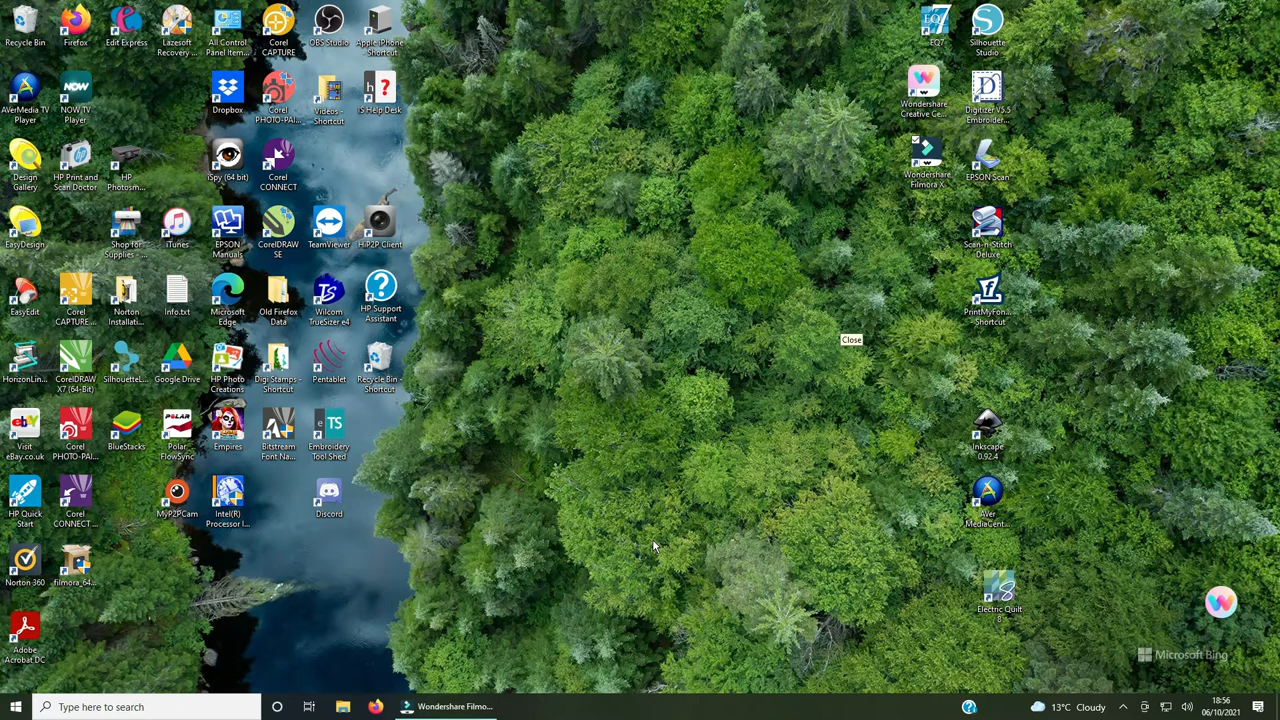 Recycle Bin
Firefox
Edit Express
Lazesoft
Recovery ...
All Control
Panel Item...
Corel
CAPTURE
OBS Studio
Apple iPhone
Shortcut
EQ7
Silhouette
Studio
AVerMedia TV
Player
NOW TV
Player
Dropbox
Corel
PHOTO-PAI...
Videos -
Shortcut
iS Help Desk
Wondershare
Creative Ce...
Digitizer V5.5
Embroider...
Design
Gallery
HP Print and
Scan Doctor
HP
Photosm...
iSpy (64 bit)
Corel
CONNECT
Wondershare
Filmora X
EPSON Scan
EasyDesign
Shop for
Supplies - ...
iTunes
EPSON
Manuals
CorelDRAW
SE
TeamViewer
HiP2P Client
Scan-n-Stitch
Deluxe
EasyEdit
Corel
CAPTURE ...
Norton
Installati...
Info.txt
Microsoft
Edge
Old Firefox
Data
Wilcom
TrueSizer e4
HP Support
Assistant
PrintMyFon...
Shortcut
Close
HorizonLin...
CorelDRAW
X7 (64-Bit)
SilhouetteL...
Google Drive
HP Photo
Creations
Digi Stamps -
Shortcut
Pentablet
Recycle Bin -
Shortcut
Visit
eBay.co.uk
Corel
PHOTO-PAI...
BlueStacks
Polar
FlowSync
Empires
Bitstream
Font Na...
Embroidery
Tool Shed
Inkscape
0.92.4
HP Quick
Start
Corel
CONNECT ...
MyP2PCam
Intel(R)
Processor I...
Discord
AVer
MediaCent...
Norton 360
filmora_64...
Electric Quilt
8
Adobe
Acrobat DC
Microsoft Bing
Type here to search
Wondershare Filmo...
13°C Cloudy
18:56
06/10/2021